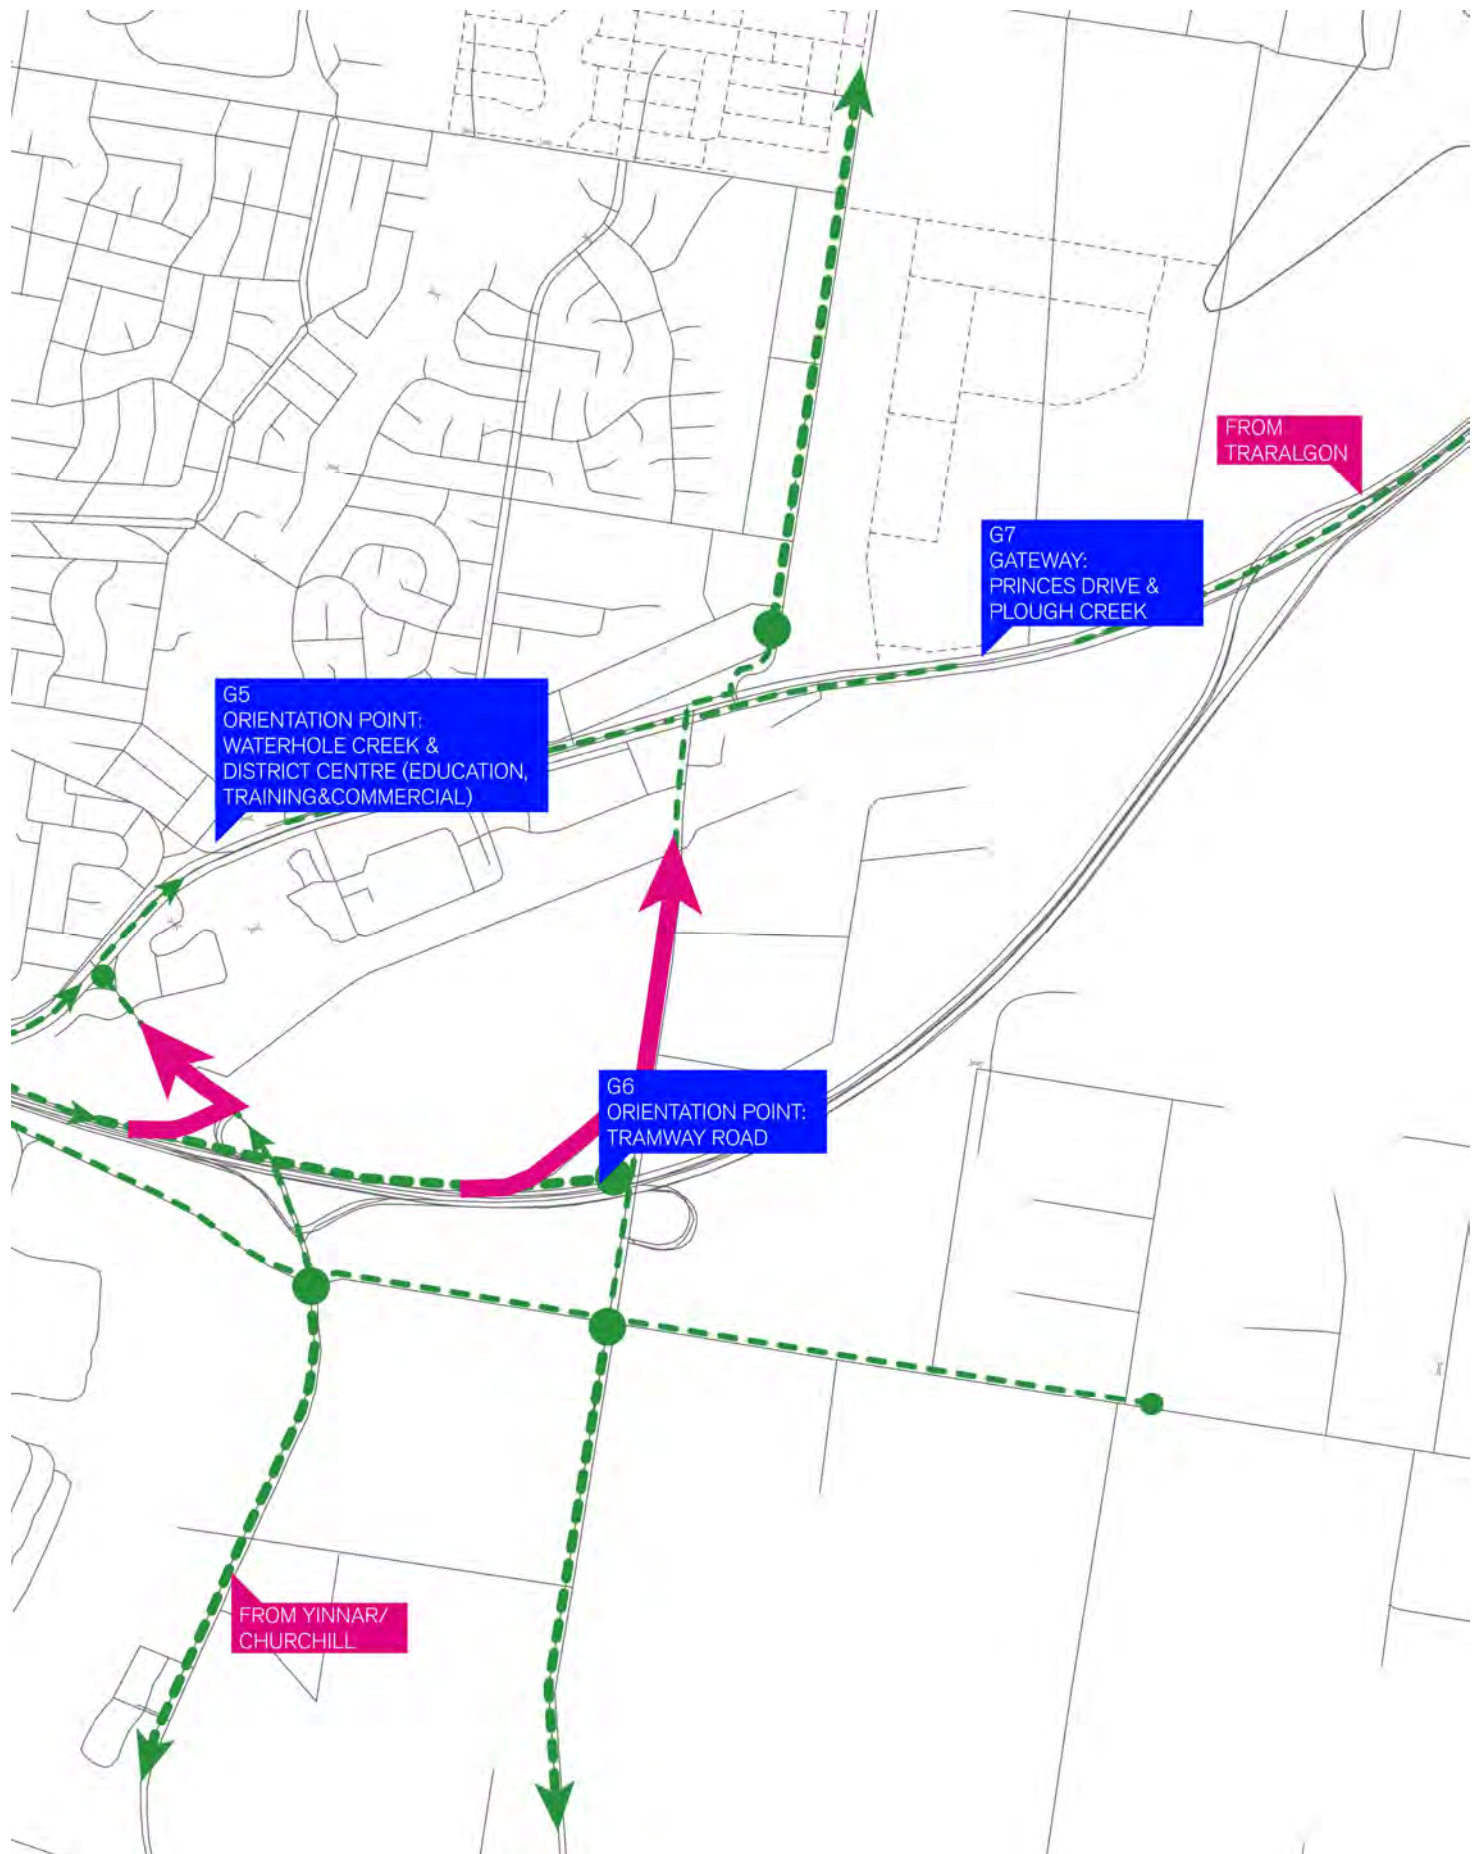 FROM
TRARALGON
G7
GATEWAY:
PRINCES DRIVE &
PLOUGH CREEK
G5
ORIENTATION POINT:
WATERHOLE CREEK &
DISTRICT CENTRE (EDUCATION,
TRAINING&COMMERCIAL)
G6
ORIENTATION POINT:
TRAMWAY ROAD
FROM YINNAR/
CHURCHILL